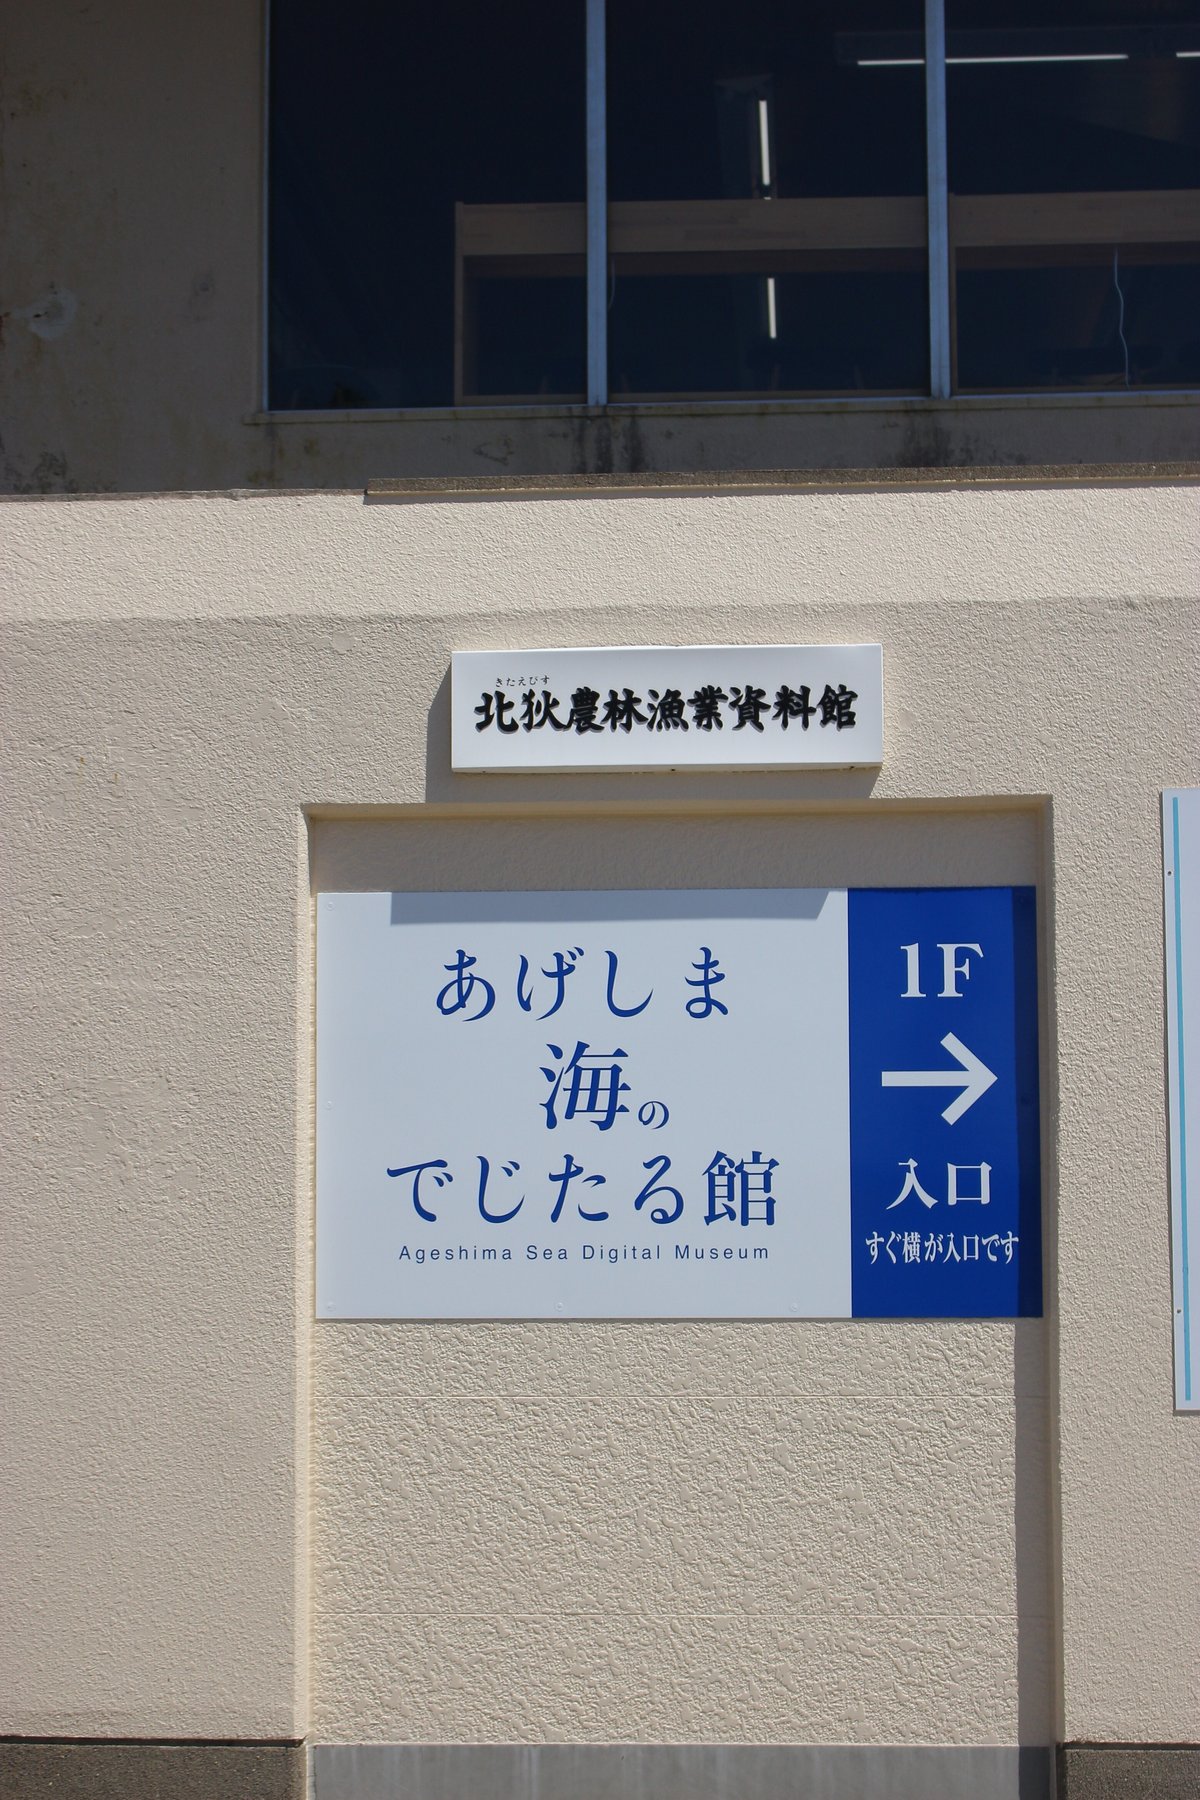 きたえびす
北狄農林漁業資料館
あげしま
海の
でじたる館
Ageshima Sea Digital Museum
1F
→
入口
すぐ横が入口です